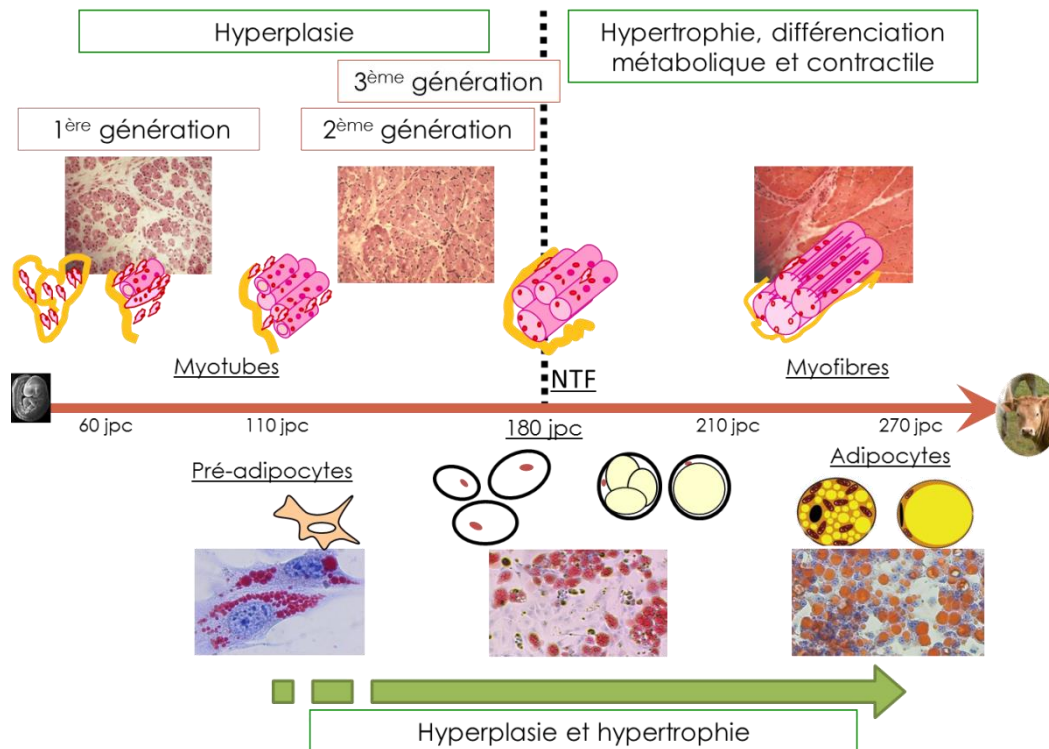 Hyperplasie
Hypertrophie, différenciation
métabolique et contractile
3ème génération
1ère génération
2ème génération
Myotubes
NTF
Myofibres
60 jpc
110 jpc
180 jpc
210 jpc
270 jpc
Pré-adipocytes
Adipocytes
Hyperplasie et hypertrophie